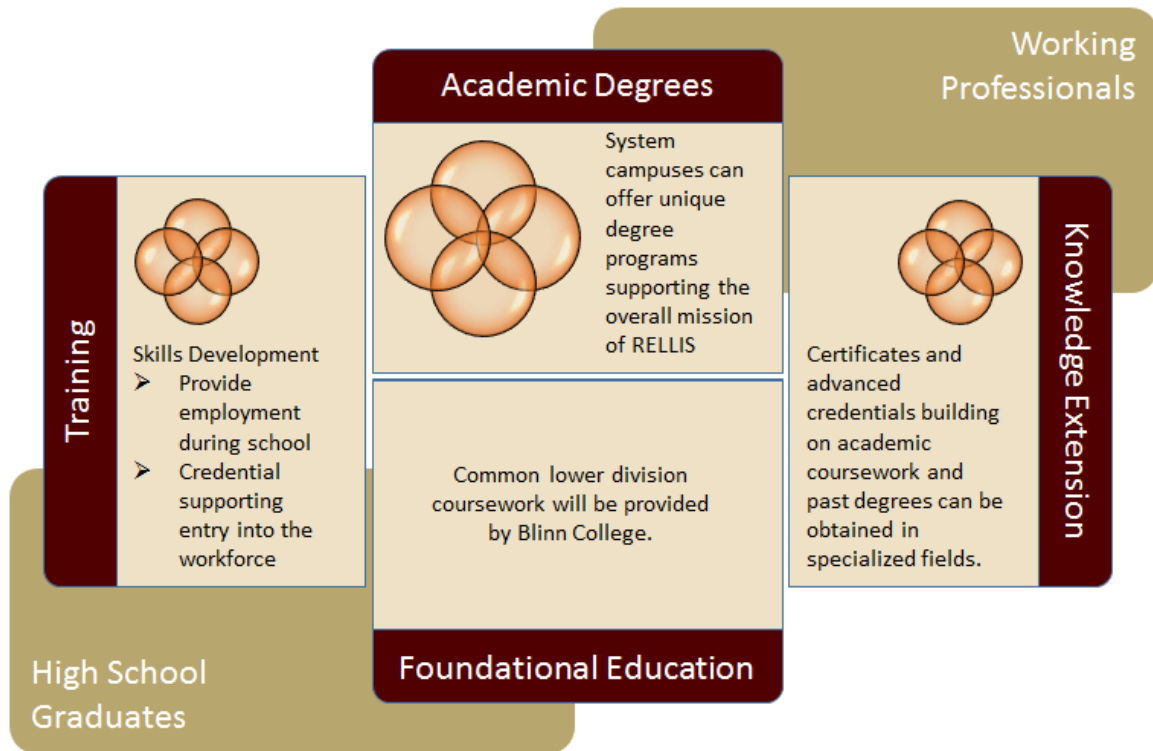 Working
Professionals
Academic Degrees
System
campuses can
offer unique
degree
programs
supporting the
overall mission
of RELLIS
Training
Skills Development
➢ Provide
employment
during school
➢ Credential
supporting
entry into the
workforce
Common lower division
coursework will be provided
by Blinn College.
Foundational Education
Certificates and
advanced
credentials building
on academic
coursework and
past degrees can be
obtained in
specialized fields.
Knowledge Extension
High School
Graduates